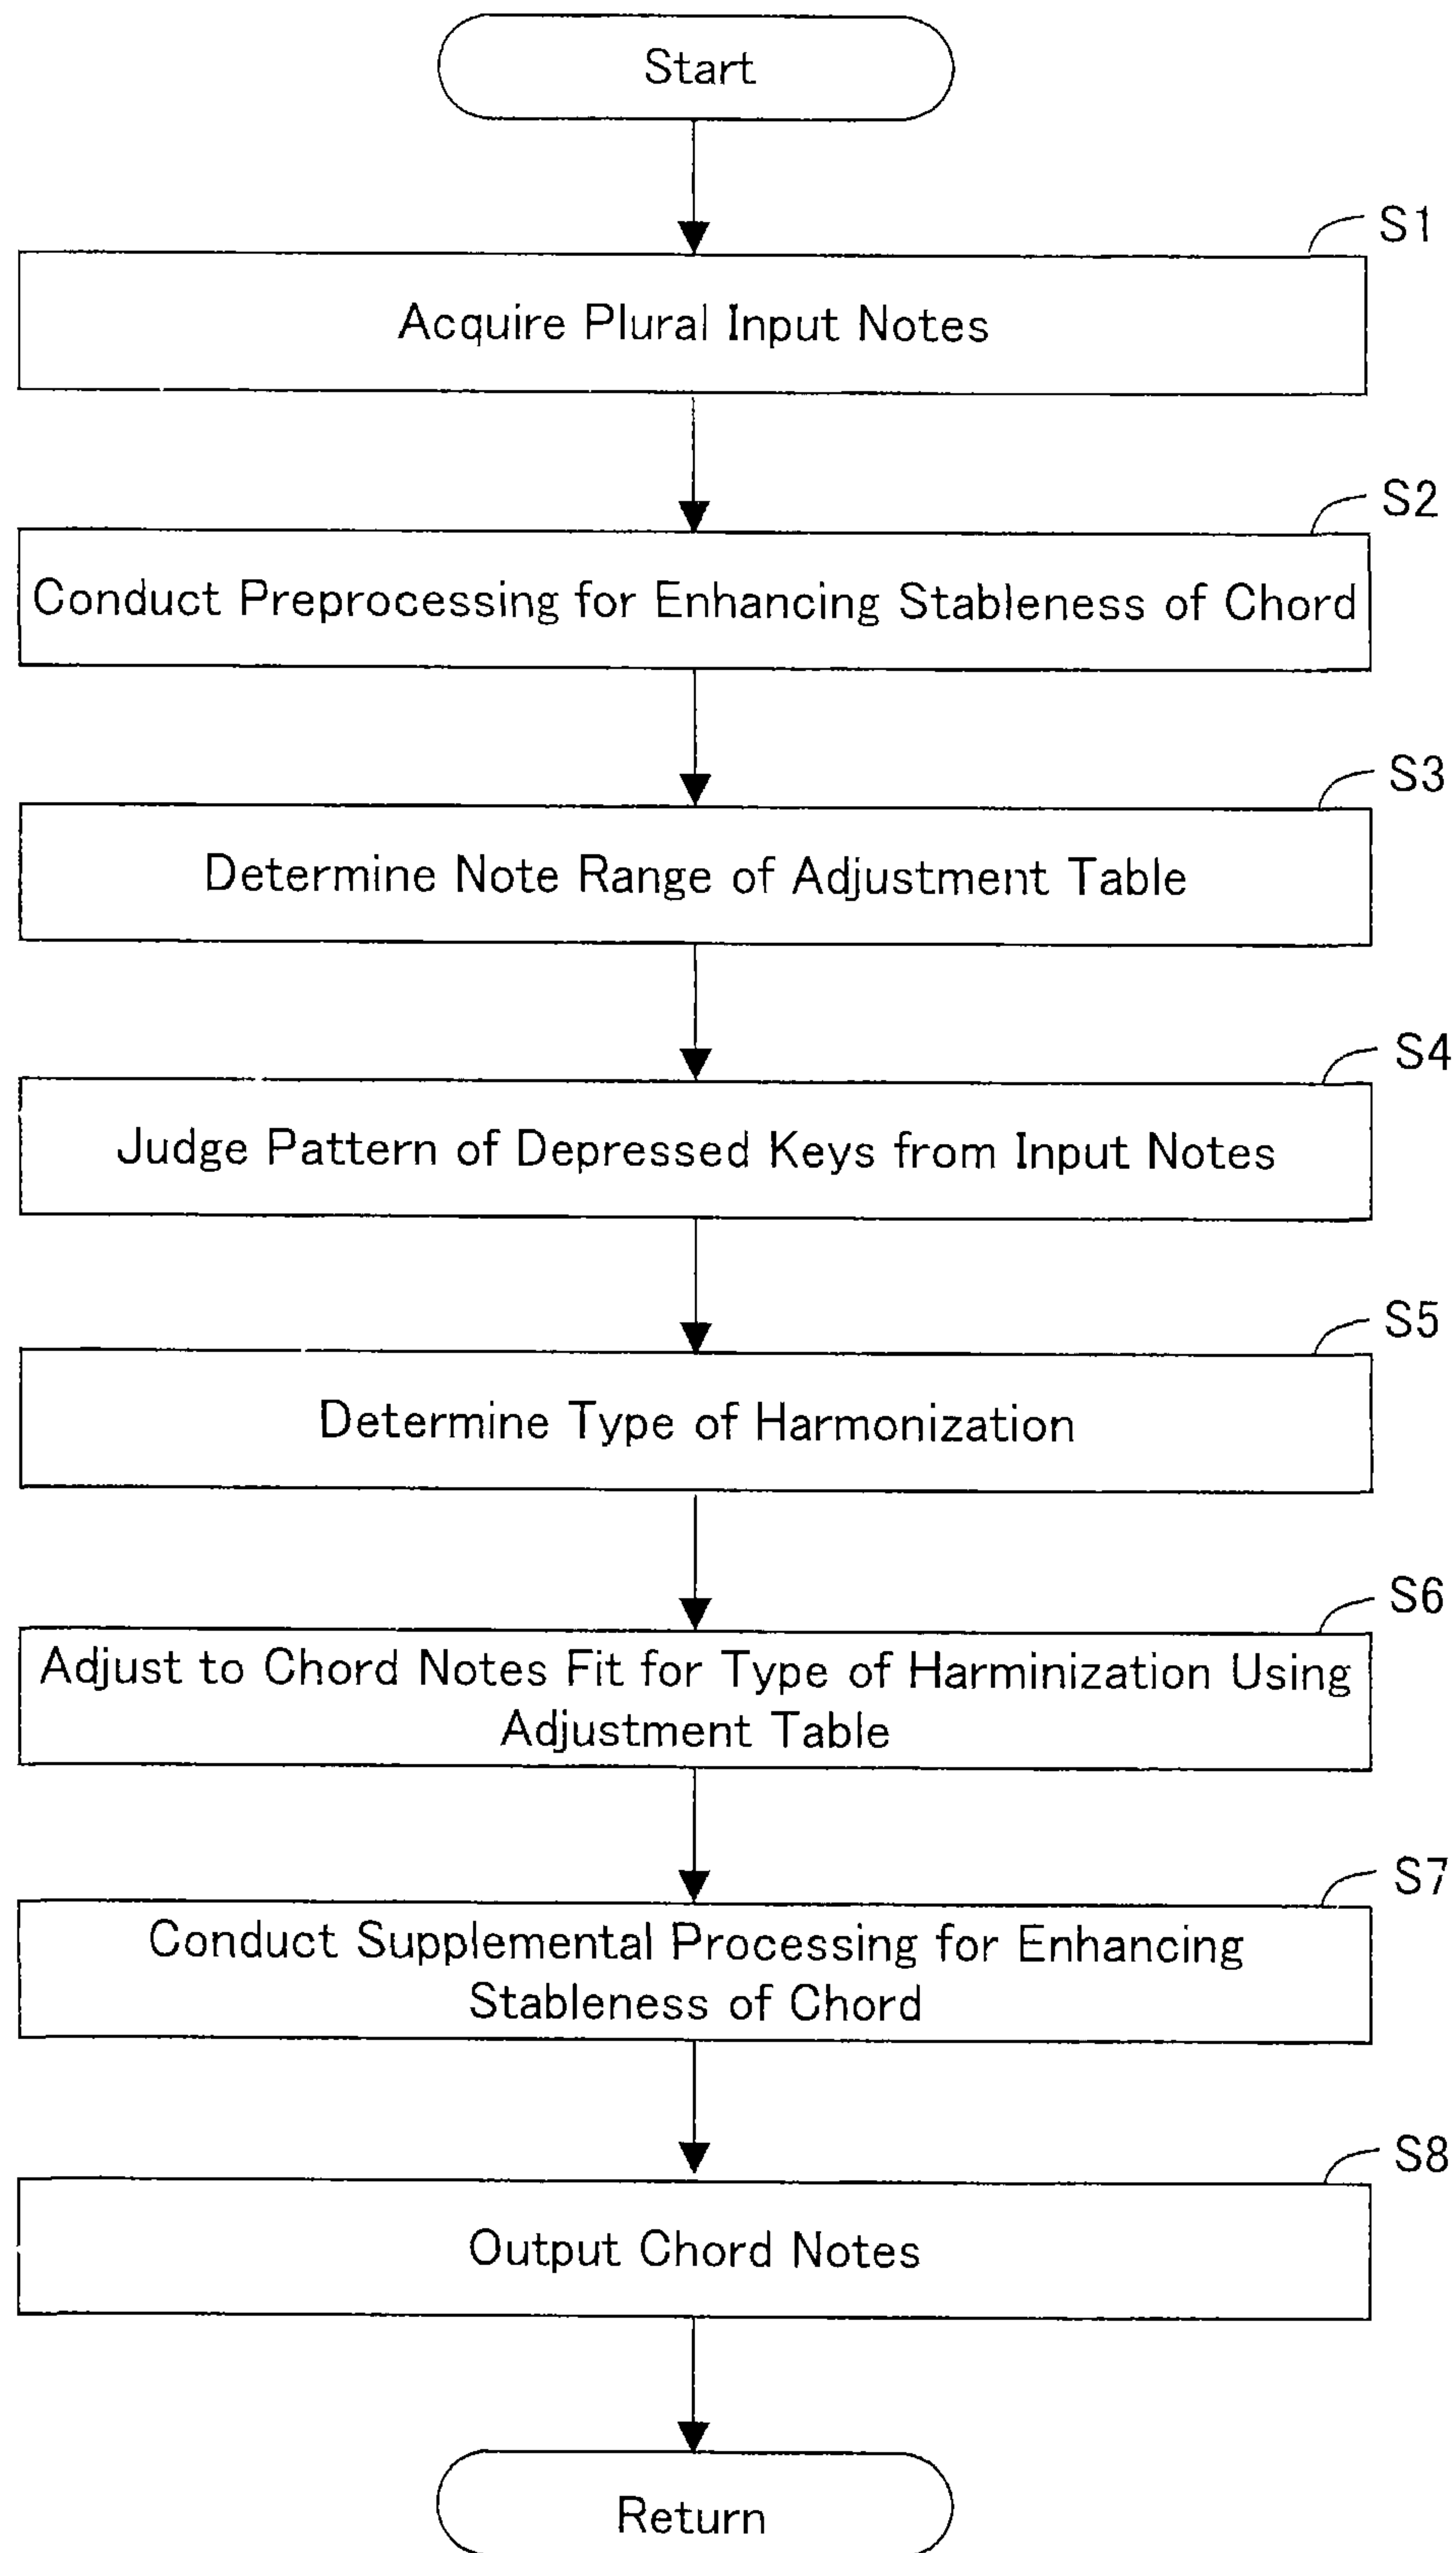 Start
S1
Acquire Plural Input Notes
S2
Conduct Preprocessing for Enhancing Stableness of Chord
S3
Determine Note Range of Adjustment Table
S4
Judge Pattern of Depressed Keys from Input Notes
S5
Determine Type of Harmonization
S6
Adjust to Chord Notes Fit for Type of Harminization Using
Adjustment Table
S7
Conduct Supplemental Processing for Enhancing
Stableness of Chord
S8
Output Chord Notes
Return